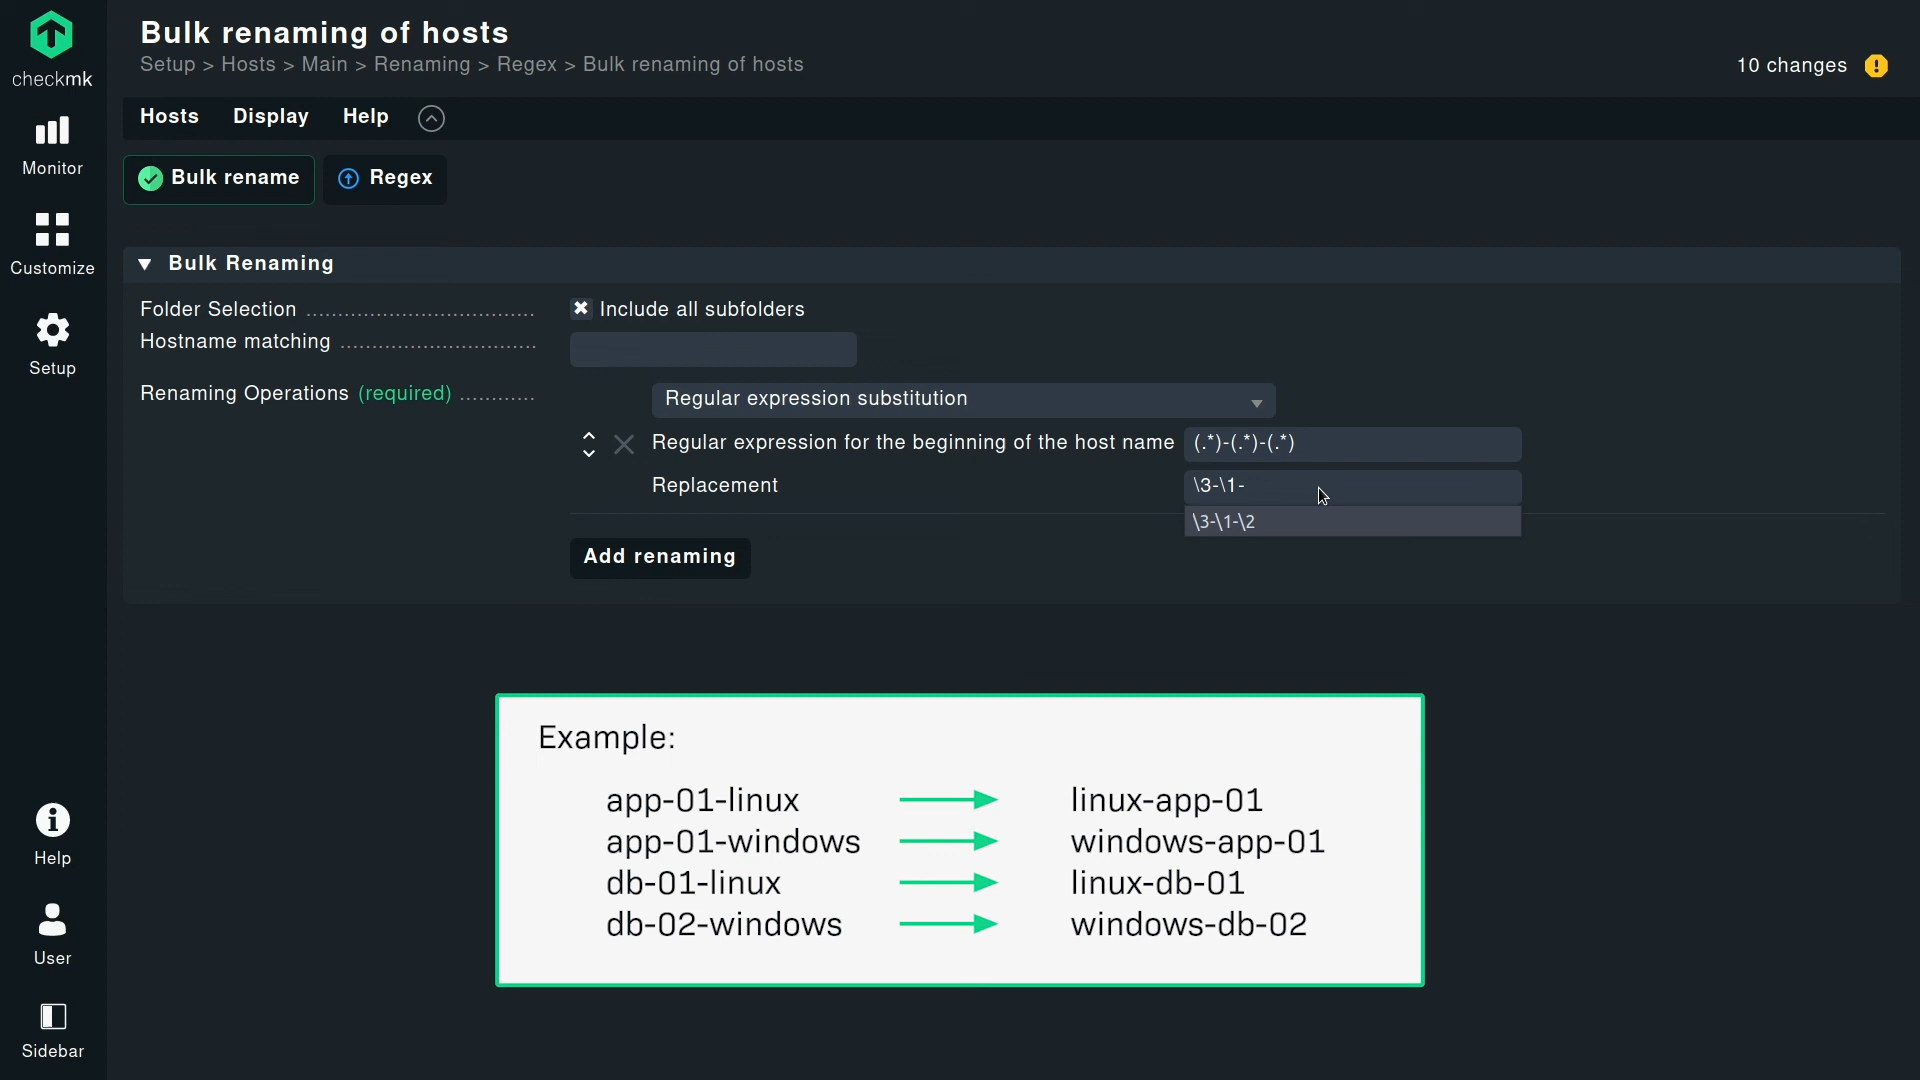 Bulk renaming of hosts
Setup > Hosts > Main > Renaming > Regex > Bulk renaming of hosts
10 changes
checkmk
Hosts Display Help
Monitor
Bulk rename Regex
Customize
Bulk Renaming
Folder Selection Include all subfolders
Hostname matching
Setup
Renaming Operations (required) Regular expression substitution
Regular expression for the beginning of the host name (.*)-(.*)-(.*)
Replacement \3-\1-
\3-\1-\2
Add renaming
Example:
app-01-linux linux-app-01
app-01-windows windows-app-01
db-01-linux linux-db-01
db-02-windows windows-db-02
Help
User
Sidebar